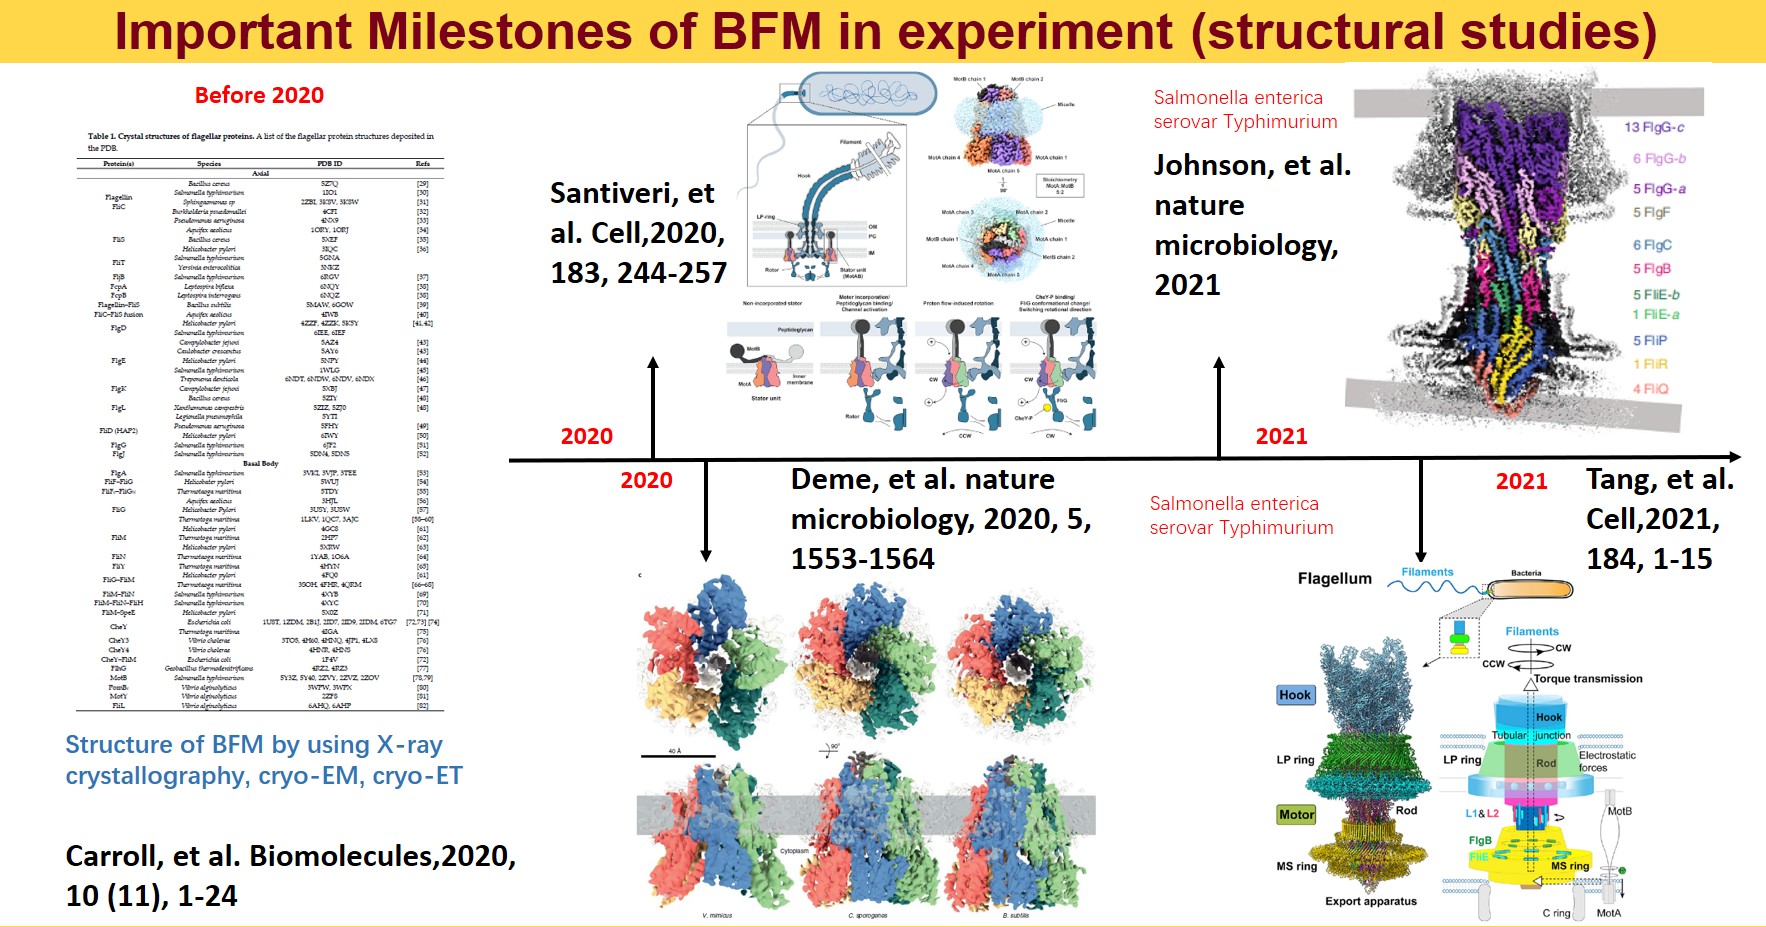 Important Milestones of BFM in experiment (structural studies)
Before 2020
Table 1. Crystal structures of flagellar proteins. A list of the flagellar protein structures deposited in
the PDB.
Protein(s) Species PDB ID Refs
Axial
Flagellin
FliC
Bacillus cereus 5Z7Q [29]
Salmonella typhimurium 1IO1 [30]
Sphingomonas sp 2ZBI, 3K8V, 3K8W [31]
Burkholderia pseudomallei 4CFI [32]
Pseudomonas aeruginosa 4NX9 [33]
Aquifex aeolicus 1ORY, 1ORJ [34]
FliS Bacillus cereus 5XEF [35]
Helicobacter pylori 3IQC [36]
FliT Salmonella typhimurium 5GNA
Yersinia enterocolitica 3NKZ
FljB Salmonella typhimurium 6RGV [37]
FcpA Leptospira biflexa 6NQY [38]
FcpB Leptospira interrogans 6NQZ [38]
Flagellin–FliS Bacillus subtilis 5MAW, 6GOW [39]
FliC–FliS fusion Aquifex aeolicus 4IWB [40]
FlgD Helicobacter pylori 4ZZF, 4ZZK, 5K5Y [41,42]
Salmonella typhimurium 6IEE, 6IEF
FlgE Campylobacter jejuni 5AZ4 [43]
Caulobacter crescentus 5AY6 [43]
Helicobacter pylori 5NPY [44]
Salmonella typhimurium 1WLG [45]
Treponema denticola 6NDT, 6NDW, 6NDV, 6NDX [46]
FlgK Campylobacter jejuni 5XBJ [47]
FlgL Bacillus cereus 5ZIY [48]
Xanthomonas campestris 5ZIZ, 5ZJ0 [48]
Legionella pneumophila 5YTI
FliD (HAP2) Pseudomonas aeruginosa 5FHY [49]
Helicobacter pylori 6IWY [50]
FlgG Salmonella typhimurium 6JF2 [51]
FlgJ Salmonella typhimurium 5DN4, 5DN5 [52]
Basal Body
FlgA Salmonella typhimurium 3VKI, 3VJP, 3TEE [53]
FliF–FliG Helicobacter pylori 5WUJ [54]
Thermotoga maritima 5TDY [55]
FliG Aquifex aeolicus 3HJL [56]
Helicobacter Pylori 3USY, 3USW [57]
Thermotoga maritima 1LKV, 1QC7, 3AJC [58–60]
FliM Helicobacter pylori 4GC8 [61]
Thermotoga maritima 2HP7 [62]
Helicobacter pylori 5XRW [63]
FliN Thermotoga maritima 1YAB, 1O6A [64]
FliY Thermotoga maritima 4HYN [65]
FliG–FliM Helicobacter pylori 4FQ0 [61]
Thermotoga maritima 3SOH, 4FHR, 4QRM [66–68]
FliM–FliN Salmonella typhimurium 4YXB [69]
FliM–FliN–FliH Salmonella typhimurium 4YXC [70]
FliM–SpeE Helicobacter pylori 5X0Z [71]
CheY Escherichia coli 1U8T, 1ZDM, 2B1J, 2ID7, 2ID9, 2IDM, 6TG7 [72,73] [74]
Thermotoga maritima 4IGA [75]
CheY3 Vibrio cholerae 3TO5, 4H60, 4HNQ, 4JP1, 4LX8 [76]
CheY4 Vibrio cholerae 4HNR, 4HNS [76]
CheY–FliM Escherichia coli 1F4V [72]
FlhG Geobacillus thermodenitrificans 4RZ2, 4RZ3 [77]
MotB Salmonella typhimurium 5Y3Z, 5Y40, 2ZVY, 2ZVZ, 2ZOV [78,79]
Vibrio alginolyticus 3WPW, 3WPX [80]
MotY Vibrio alginolyticus 2ZF8 [81]
FliL Vibrio alginolyticus 6AHQ, 6AHP [82]
Structure of BFM by using X-ray
crystallography, cryo-EM, cryo-ET
Carroll, et al. Biomolecules,2020,
10 (11), 1-24
Santiveri, et
al. Cell,2020,
183, 244-257
2020
Filament
Hook
LP-ring
OM
PG
IM
Rotor
Stator unit
(MotAB)
MotB chain 1
MotB chain 2
Micelle
MotA chain 4
MotA chain 1
MotA chain 5
90°
Stoichiometry
MotA:MotB
5:2
MotA chain 3
MotA chain 2
Micelle
MotB chain 1
MotA chain 1
MotB chain 2
MotA chain 4
MotA chain 5
Non-incorporated stator
Motor incorporation/
Peptidoglycan binding/
Channel activation
Proton flow-induced rotation
CheY-P binding/
FliG conformational change/
Switching rotational direction
Peptidoglycan
MotB
MotA
Inner
membrane
Stator unit
Rotor
CW
CW
FliG
CheY-P
CCW
CW
2020
Deme, et al. nature
microbiology, 2020, 5,
1553-1564
c
40 Å
90°
Cytoplasm
V. mimicus
C. sporogenes
B. subtilis
Salmonella enterica
serovar Typhimurium
Johnson, et al.
nature
microbiology,
2021
2021
13 FlgG-c
6 FlgG-b
5 FlgG-a
5 FlgF
6 FlgC
5 FlgB
5 FliE-b
1 FliE-a
5 FliP
1 FliR
4 FliQ
Salmonella enterica
serovar Typhimurium
2021
Tang, et al.
Cell,2021,
184, 1-15
Flagellum
Filaments
Bacteria
Filaments
CW
CCW
Torque transmission
Hook
Hook
Tubular junction
LP ring
LP ring
Rod
Electrostatic
forces
Motor
Rod
L1& L2
MotB
FlgB
FliE
MS ring
MS ring
Export apparatus
C ring
MotA